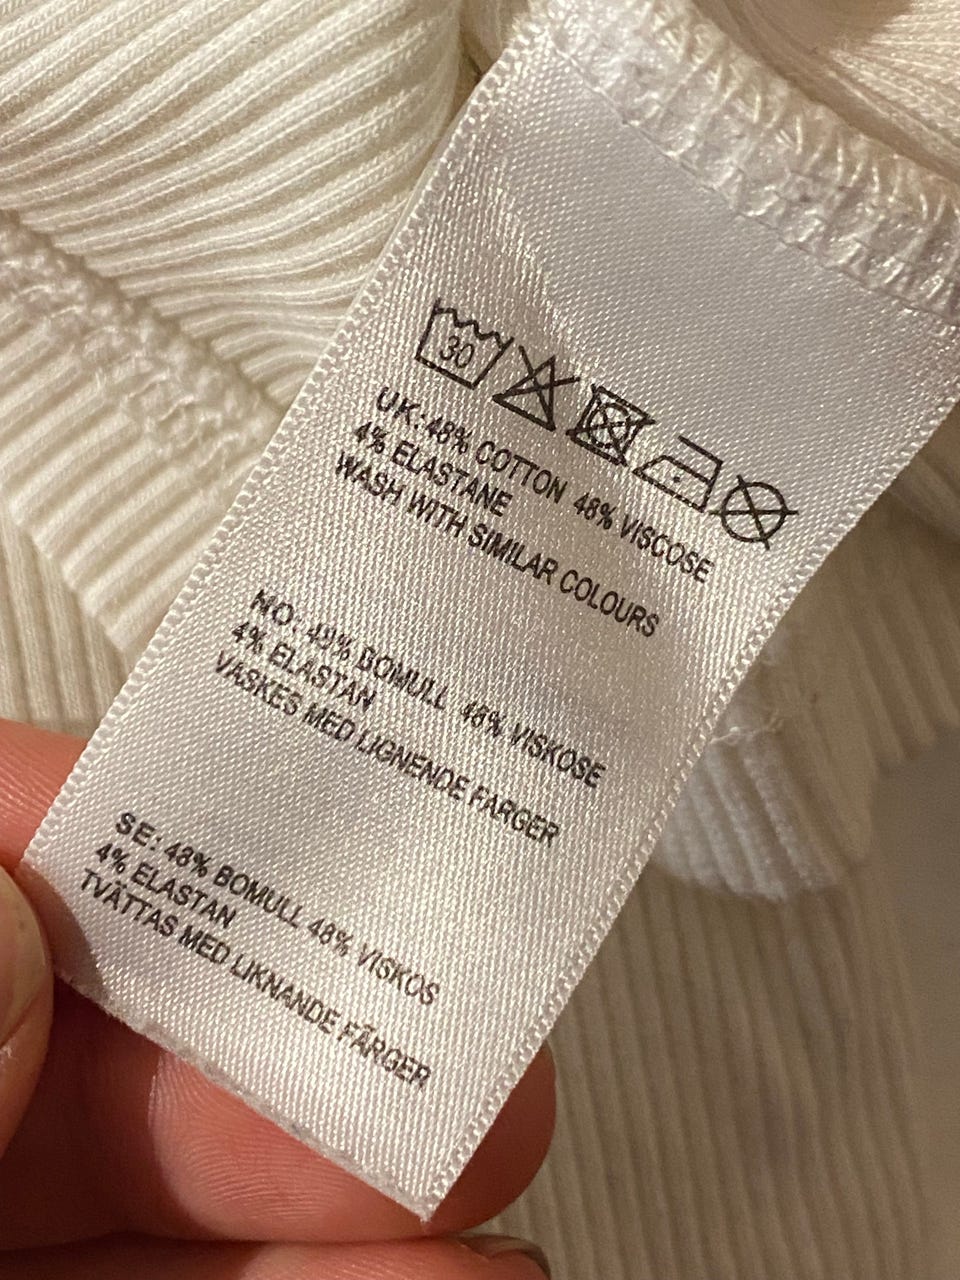 30
UK: 48% COTTON 48% VISCOSE
4% ELASTANE
WASH WITH SIMILAR COLOURS
NO: 48% BOMULL 48% VISKOSE
4% ELASTAN
VASKES MED LIGNENDE FARGER
SE: 48% BOMULL 48% VISKOS
4% ELASTAN
TVÄTTAS MED LIKNANDE FÄRGER